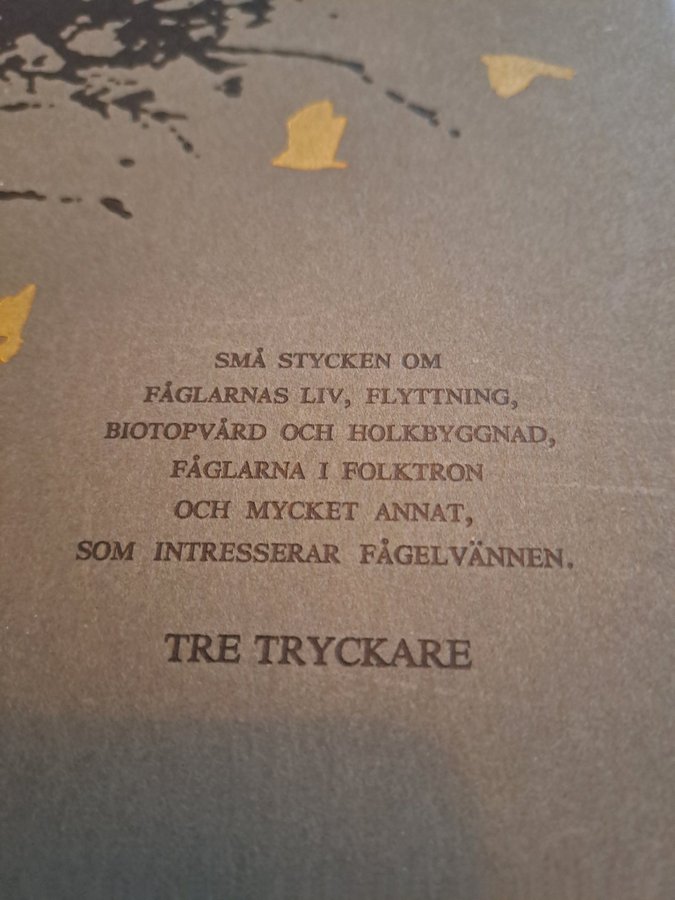 SMÅ STYCKEN OM
FÅGLARNAS LIV, FLYTTNING,
BIOTOPVÅRD OCH HOLKBYGGNAD,
FÅGLARNA I FOLKTRON
OCH MYCKET ANNAT,
SOM INTRESSERAR FÅGELVÄNNEN.
TRE TRYCKARE